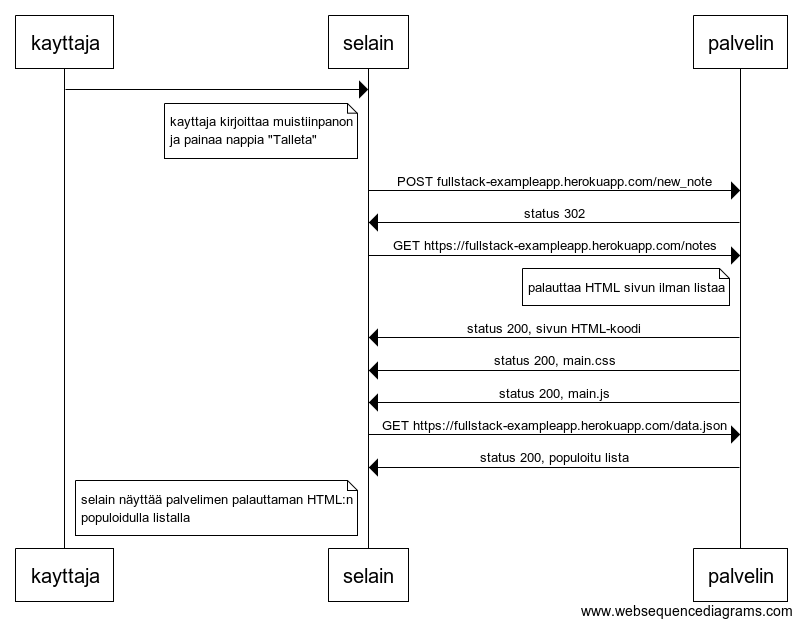 kayttaja
selain
palvelin
kayttaja kirjoittaa muistiinpanon
ja painaa nappia "Talleta"
POST fullstack-exampleapp.herokuapp.com/new_note
status 302
GET https://fullstack-exampleapp.herokuapp.com/notes
palauttaa HTML sivun ilman listaa
status 200, sivun HTML-koodi
status 200, main.css
status 200, main.js
GET https://fullstack-exampleapp.herokuapp.com/data.json
status 200, populoitu lista
selain näyttää palvelimen palauttaman HTML:n
populoidulla listalla
kayttaja
selain
palvelin
www.websequencediagrams.com